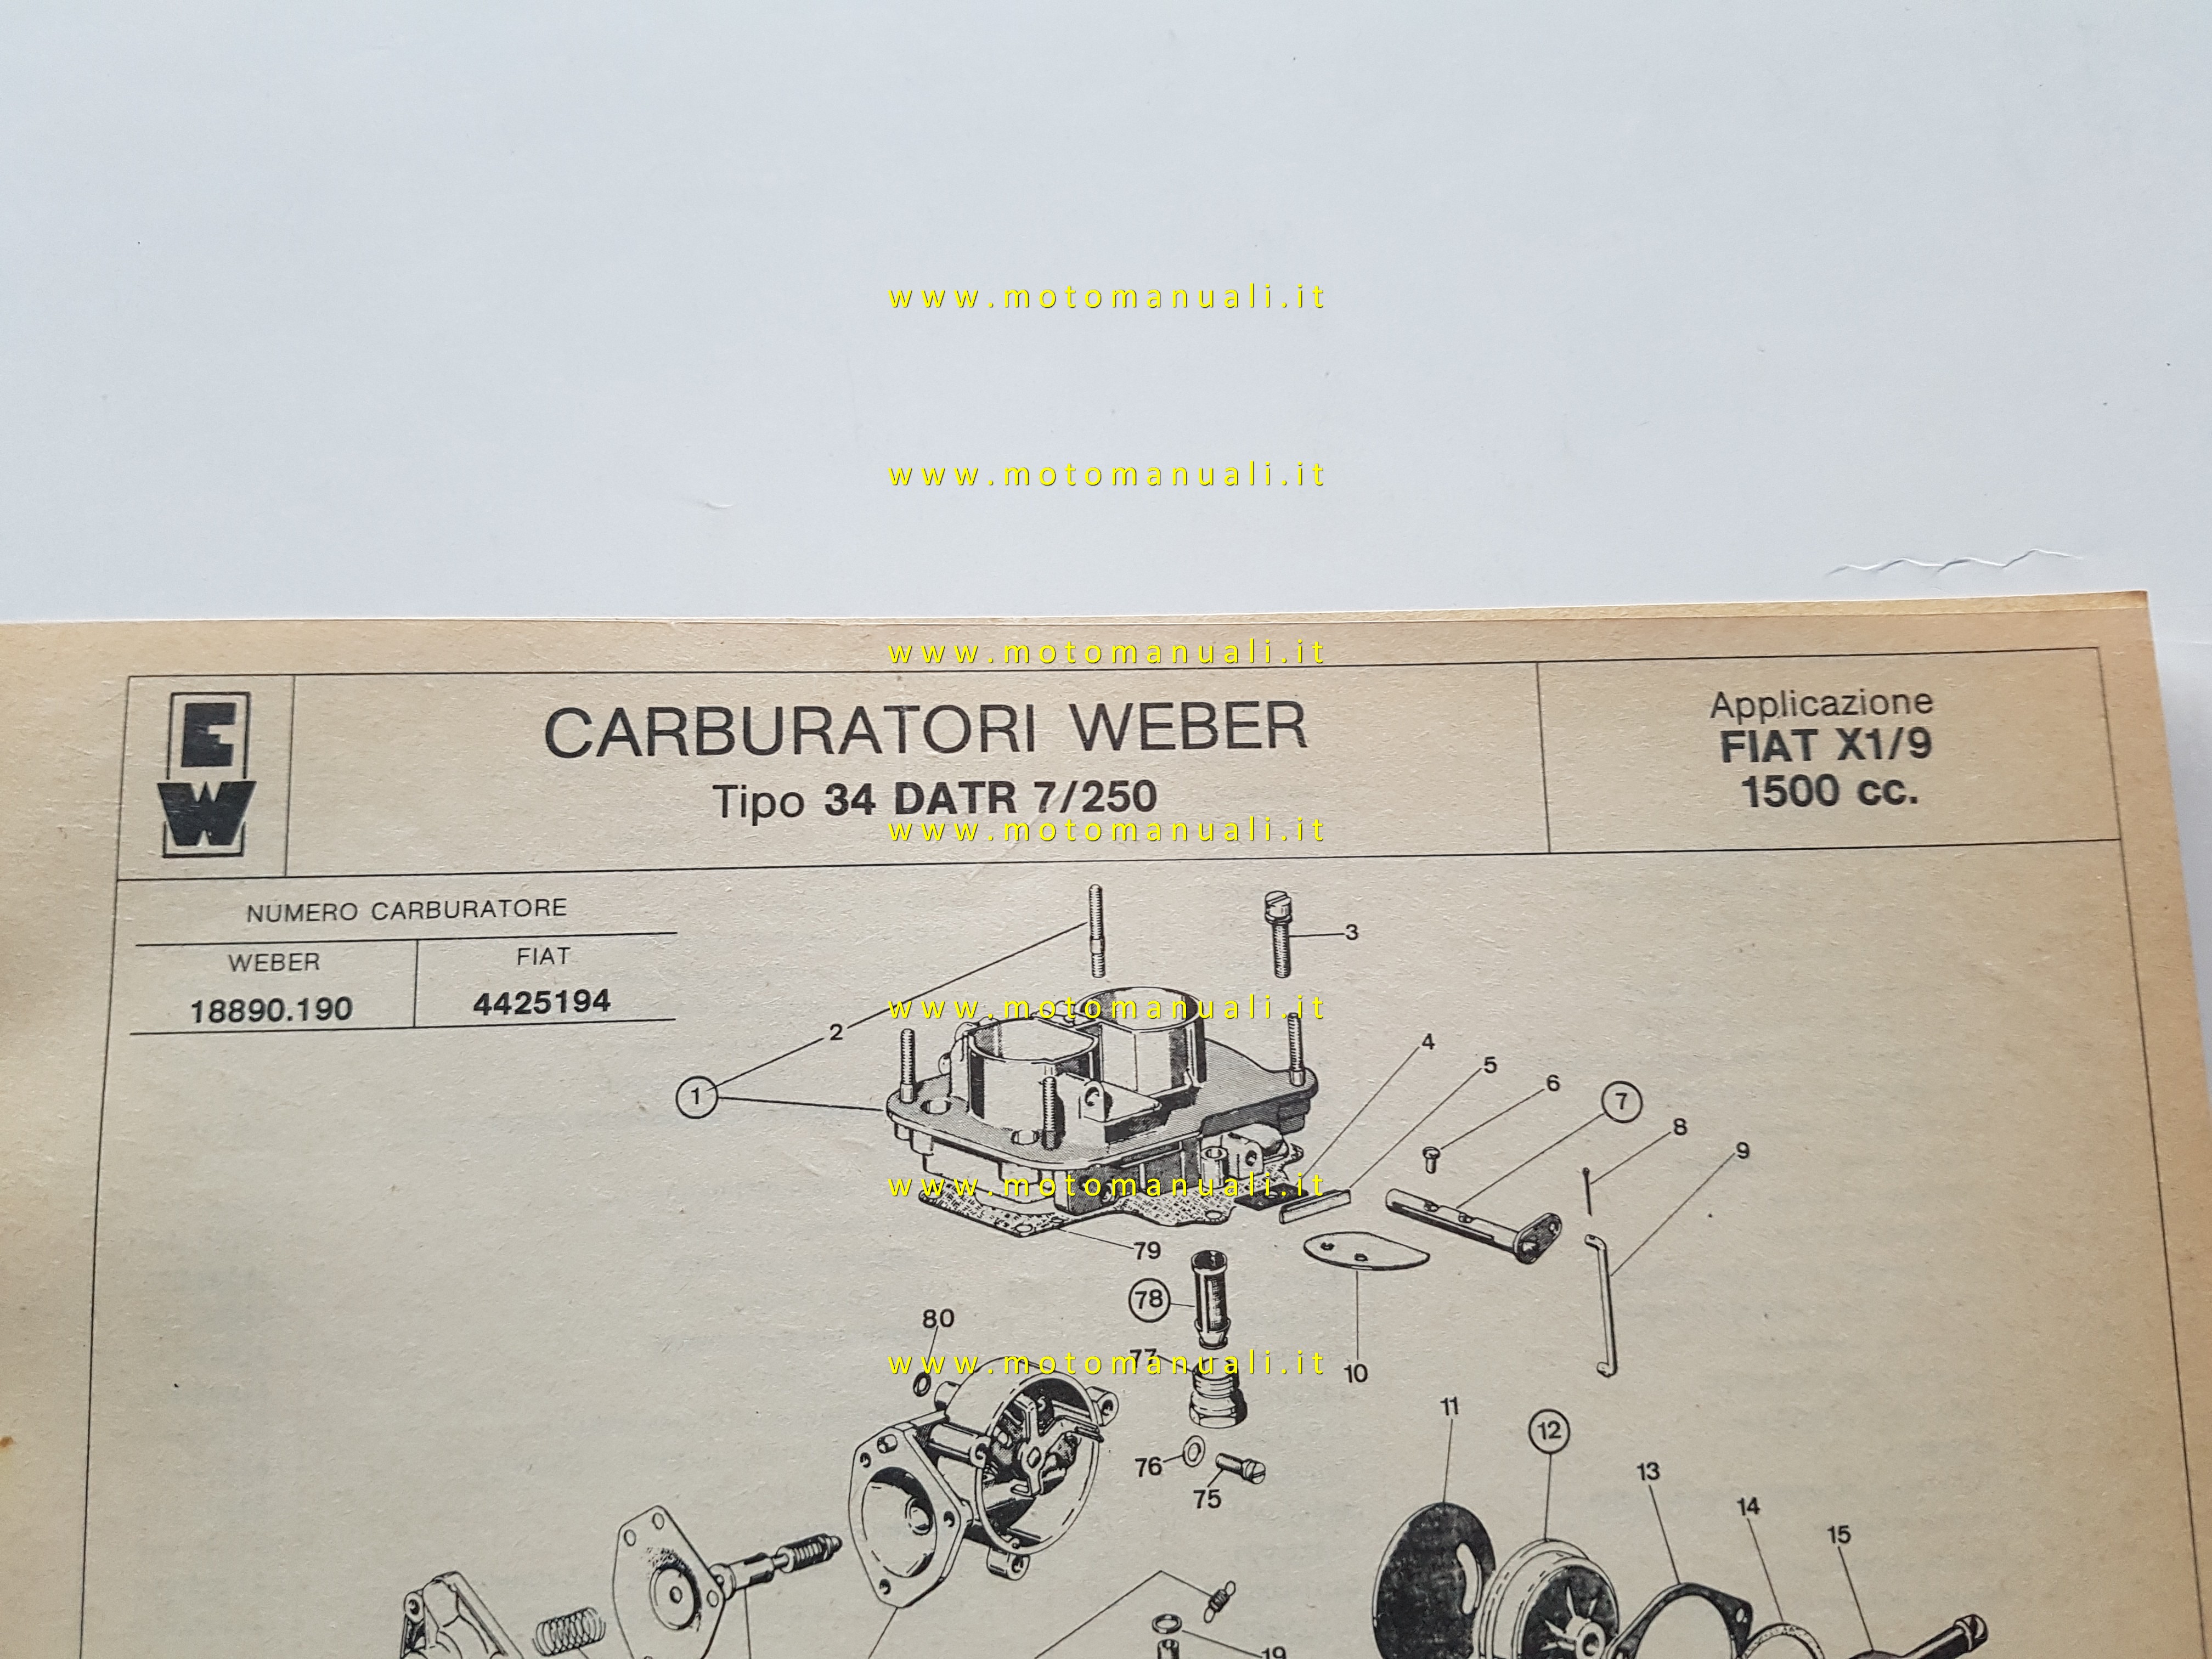 www.motomanuali.it
www.motomanuali.it
www.motomanuali.it
E
W
CARBURATORI WEBER
Tipo 34 DATR 7/250
Applicazione
FIAT X1/9
1500 cc.
www.motomanuali.it
NUMERO CARBURATORE
WEBER
FIAT
18890.190
4425194
3
www.motomanuali.it
2
1
4
5
6
7
8
9
www.motomanuali.it
79
78
80
77
www.motomanuali.it
10
11
12
76
75
13
14
15
19